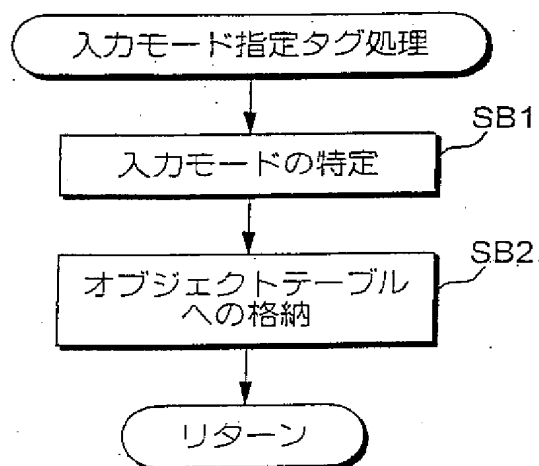 入力モード指定タグ処理
SB1
入力モードの特定
SB2
オブジェクトテーブル
への格納
リターン